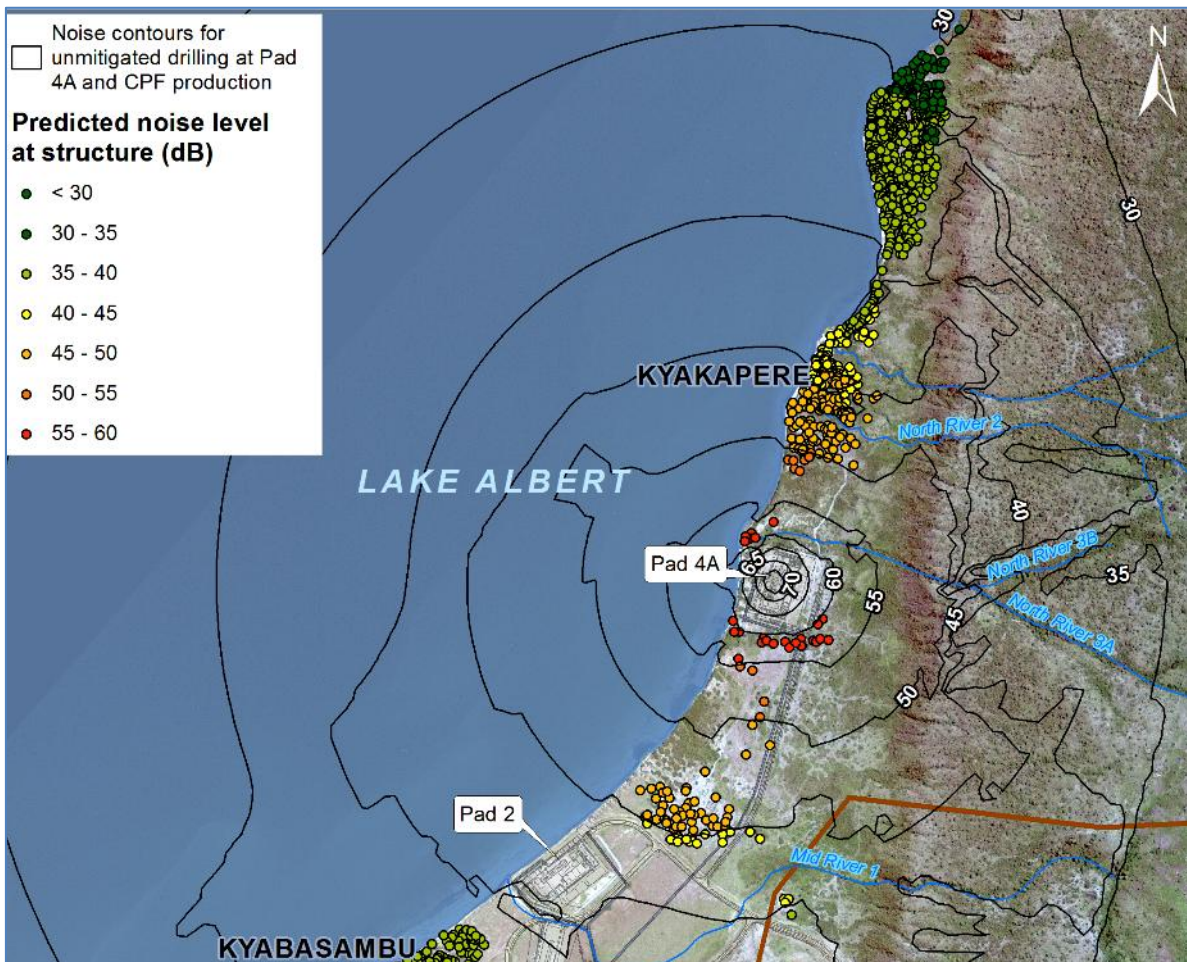 Noise contours for
unmitigated drilling at Pad
4A and CPF production
Predicted noise level
at structure (dB)
< 30
30 - 35
35 - 40
40 - 45
45 - 50
50 - 55
55 - 60
30
N
30
KYAKAPERE
North River 2
LAKE ALBERT
40
Pad 4A
65
70
60
55
North River 3B
35
North River 3A
45
50
Pad 2
Mid River 1
KYABASAMBU